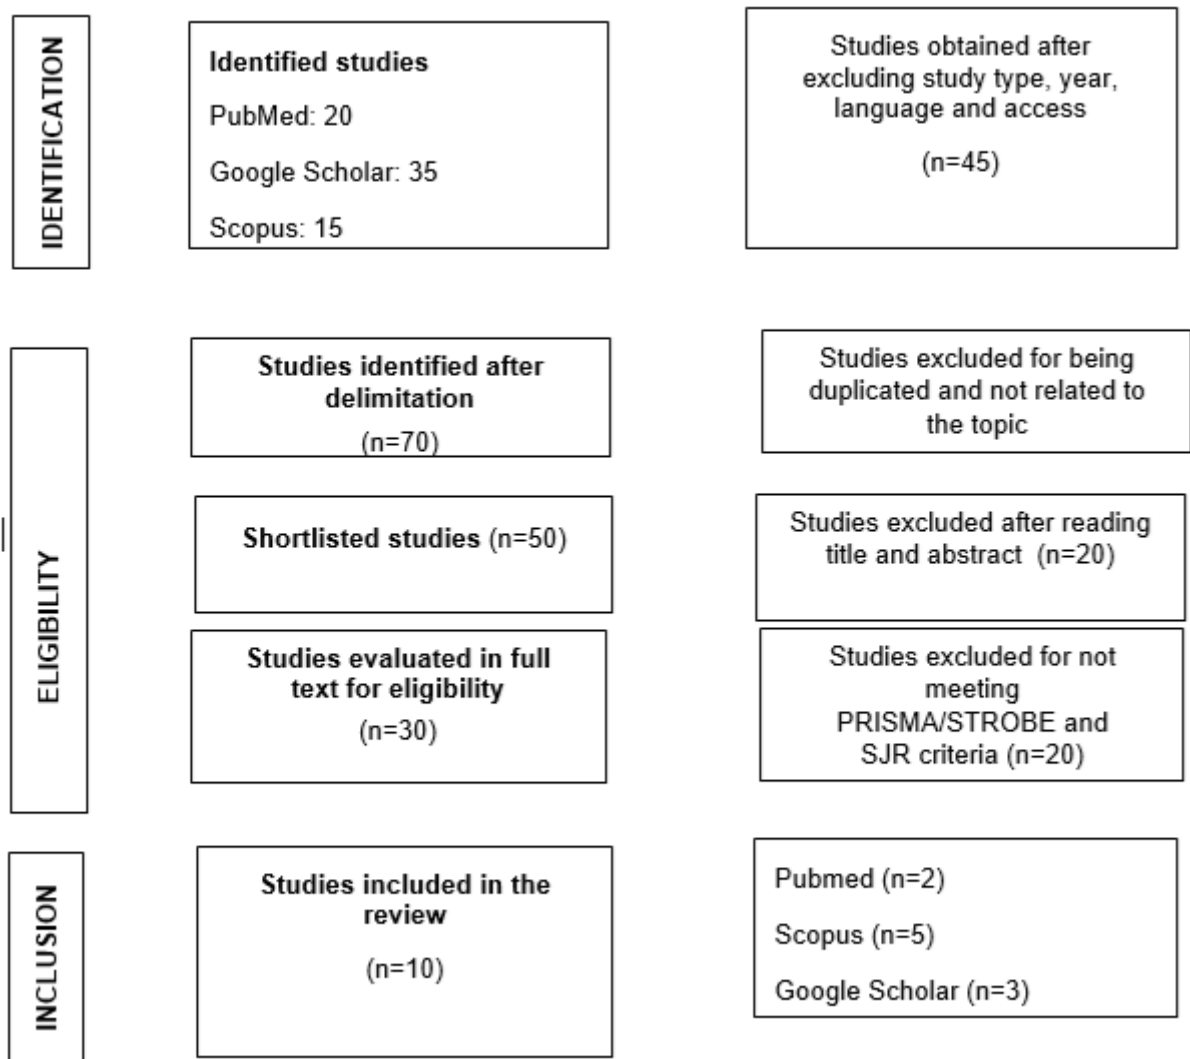 IDENTIFICATION
Identified studies
PubMed: 20
Google Scholar: 35
Scopus: 15
Studies obtained after
excluding study type, year,
language and access
(n=45)
ELIGIBILITY
Studies identified after
delimitation
(n=70)
Studies excluded for being
duplicated and not related to
the topic
Shortlisted studies (n=50)
Studies excluded after reading
title and abstract (n=20)
Studies evaluated in full
text for eligibility
(n=30)
Studies excluded for not
meeting
PRISMA/STROBE and
SJR criteria (n=20)
INCLUSION
Studies included in the
review
(n=10)
Pubmed (n=2)
Scopus (n=5)
Google Scholar (n=3)